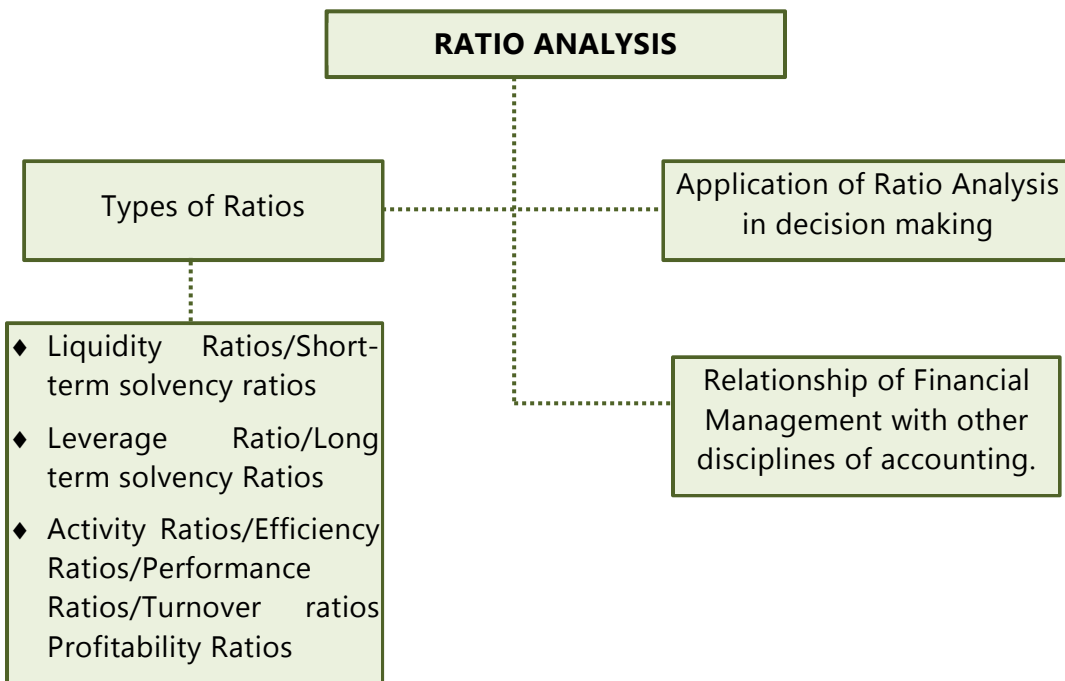 RATIO ANALYSIS
Types of Ratios
Application of Ratio Analysis
in decision making
♦ Liquidity Ratios/Short-
term solvency ratios
♦ Leverage Ratio/Long
term solvency Ratios
♦ Activity Ratios/Efficiency
Ratios/Performance
Ratios/Turnover ratios
Profitability Ratios
Relationship of Financial
Management with other
disciplines of accounting.